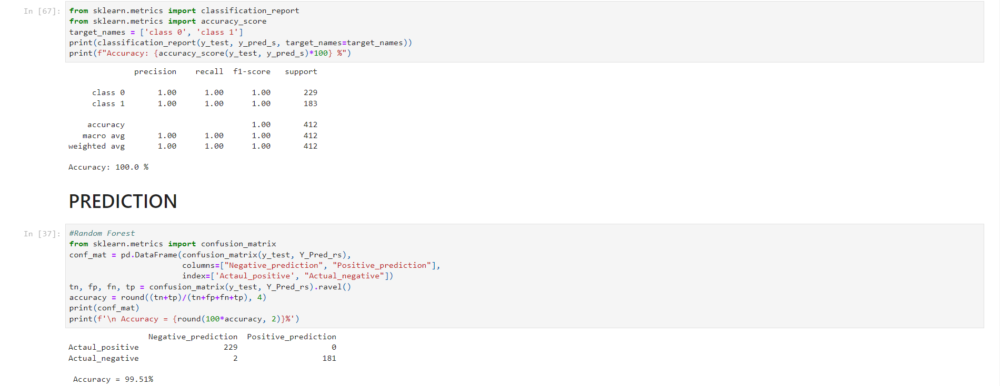 In [67]:
from sklearn.metrics import classification_report
from sklearn.metrics import accuracy_score
target_names = ['class 0', 'class 1']
print(classification_report(y_test, y_pred_s, target_names=target_names))
print(f"Accuracy: {accuracy_score(y_test, y_pred_s)*100} %")
precision recall f1-score support
class 0 1.00 1.00 1.00 229
class 1 1.00 1.00 1.00 183
accuracy 1.00 412
macro avg 1.00 1.00 1.00 412
weighted avg 1.00 1.00 1.00 412
Accuracy: 100.0 %
PREDICTION
In [37]:
#Random Forest
from sklearn.metrics import confusion_matrix
conf_mat = pd.DataFrame(confusion_matrix(y_test, Y_Pred_rs),
columns=["Negative_prediction", "Positive_prediction"],
index=['Actaul_positive', "Actual_negative"])
tn, fp, fn, tp = confusion_matrix(y_test, Y_Pred_rs).ravel()
accuracy = round((tn+tp)/(tn+fp+fn+tp), 4)
print(conf_mat)
print(f'\n Accuracy = {round(100*accuracy, 2)}%')
Negative_prediction Positive_prediction
Actaul_positive 229 0
Actual_negative 2 181
Accuracy = 99.51%